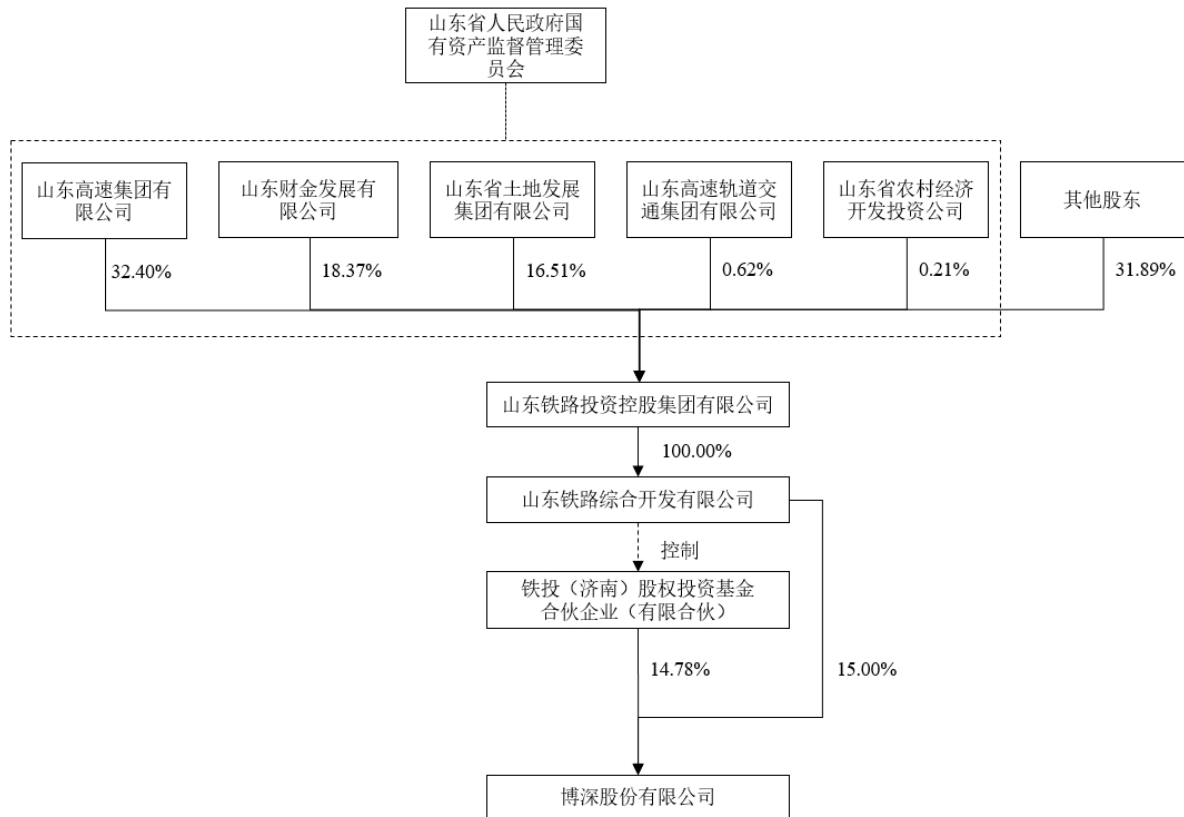 山东省人民政府国
有资产监督管理委
员会
山东高速集团有
限公司
山东财金发展有
限公司
山东省土地发展
集团有限公司
山东高速轨道交
通集团有限公司
山东省农村经济
开发投资公司
其他股东
32.40%
18.37%
16.51%
0.62%
0.21%
31.89%
山东铁路投资控股集团有限公司
100.00%
山东铁路综合开发有限公司
控制
铁投（济南）股权投资基金
合伙企业（有限合伙）
14.78%
15.00%
博深股份有限公司